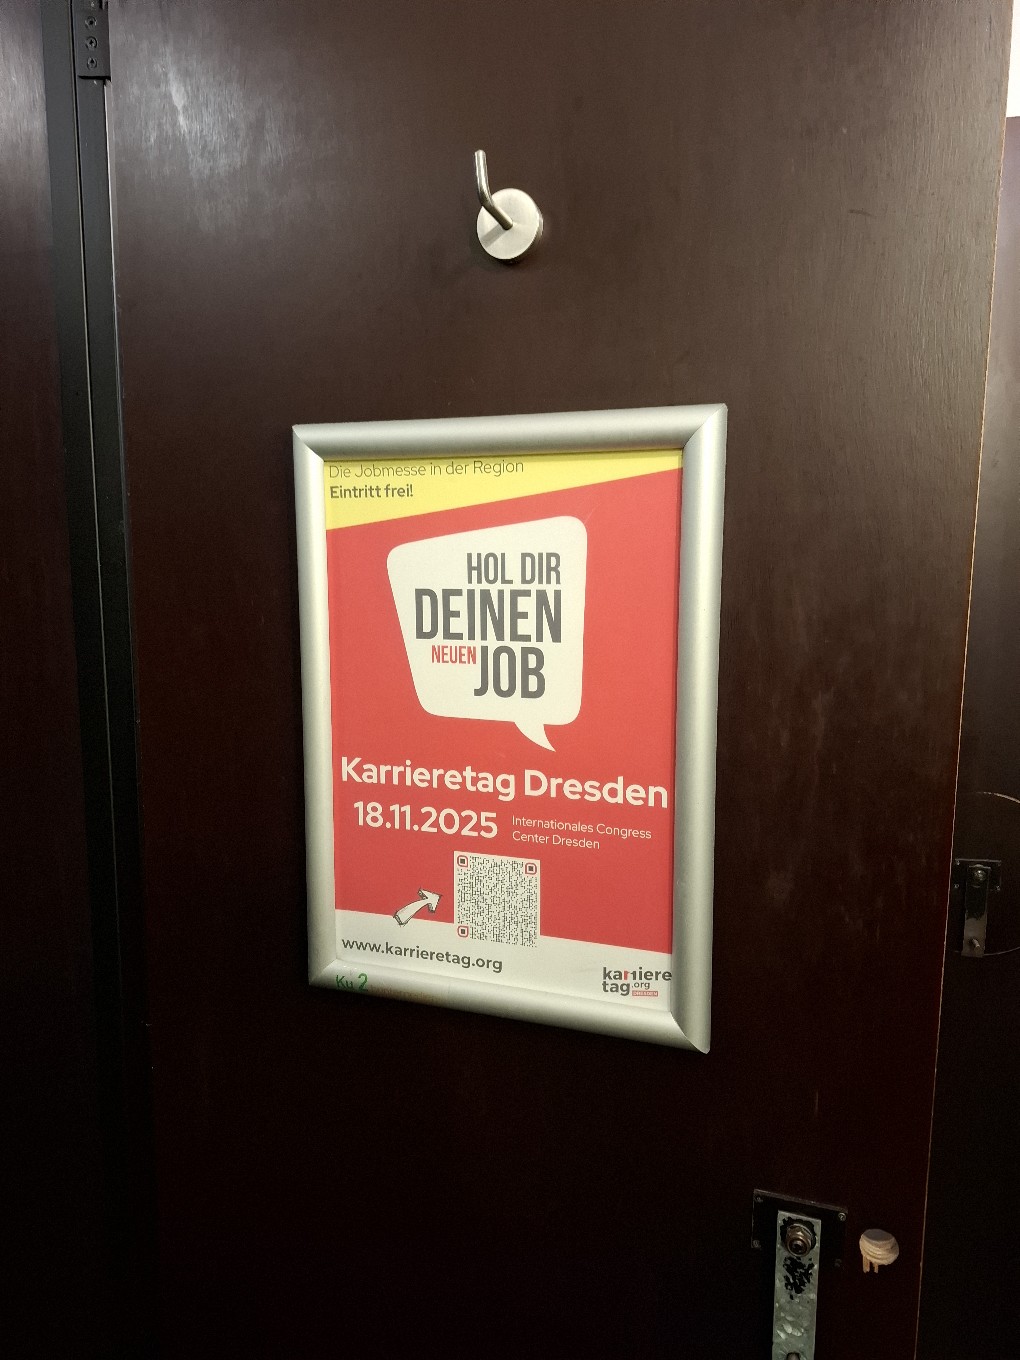 Die Jobmesse in der Region
Eintritt frei!
HOL DIR
DEINEN
NEUEN JOB
Karrieretag Dresden
18.11.2025
Internationales Congress
Center Dresden
www.karrieretag.org
karriere
tag.org
DRESDEN
Ku 2